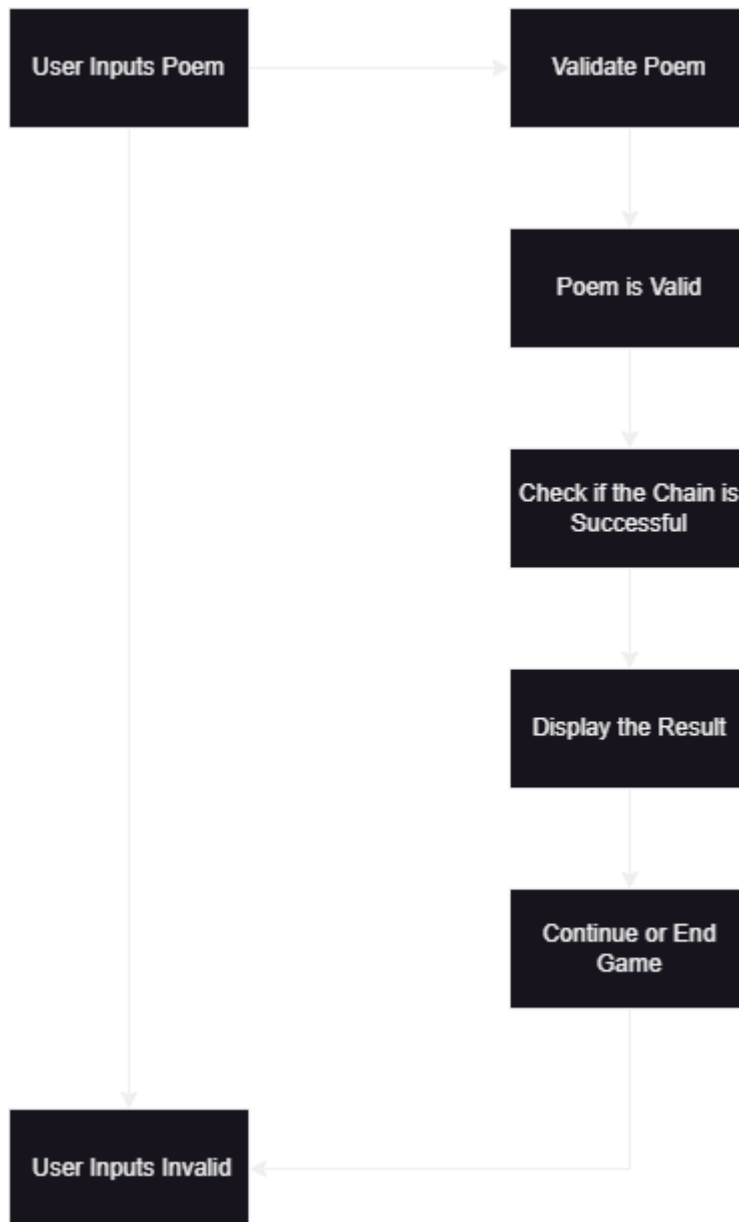 User Inputs Poem
Validate Poem
Poem is Valid
Check if the Chain is
Successful
Display the Result
Continue or End
Game
User Inputs Invalid